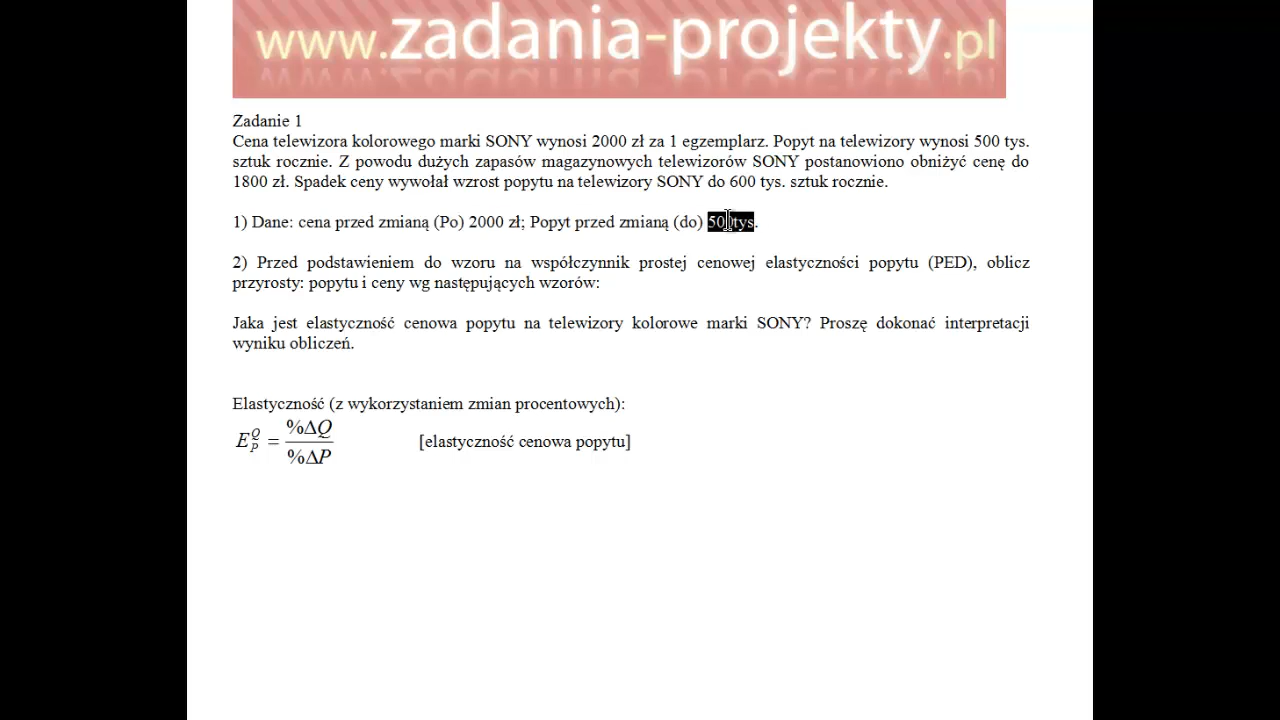 www.zadania-projekty.pl
Zadanie 1
Cena telewizora kolorowego marki SONY wynosi 2000 zł za 1 egzemplarz. Popyt na telewizory wynosi 500 tys.
sztuk rocznie. Z powodu dużych zapasów magazynowych telewizorów SONY postanowiono obniżyć cenę do
1800 zł. Spadek ceny wywołał wzrost popytu na telewizory SONY do 600 tys. sztuk rocznie.
1) Dane: cena przed zmianą (Po) 2000 zł; Popyt przed zmianą (do) 500tys.
2) Przed podstawieniem do wzoru na współczynnik prostej cenowej elastyczności popytu (PED), oblicz
przyrosty: popytu i ceny wg następujących wzorów:
Jaka jest elastyczność cenowa popytu na telewizory kolorowe marki SONY? Proszę dokonać interpretacji
wyniku obliczeń.
Elastyczność (z wykorzystaniem zmian procentowych):
E_P^Q = %ΔQ / %ΔP [elastyczność cenowa popytu]